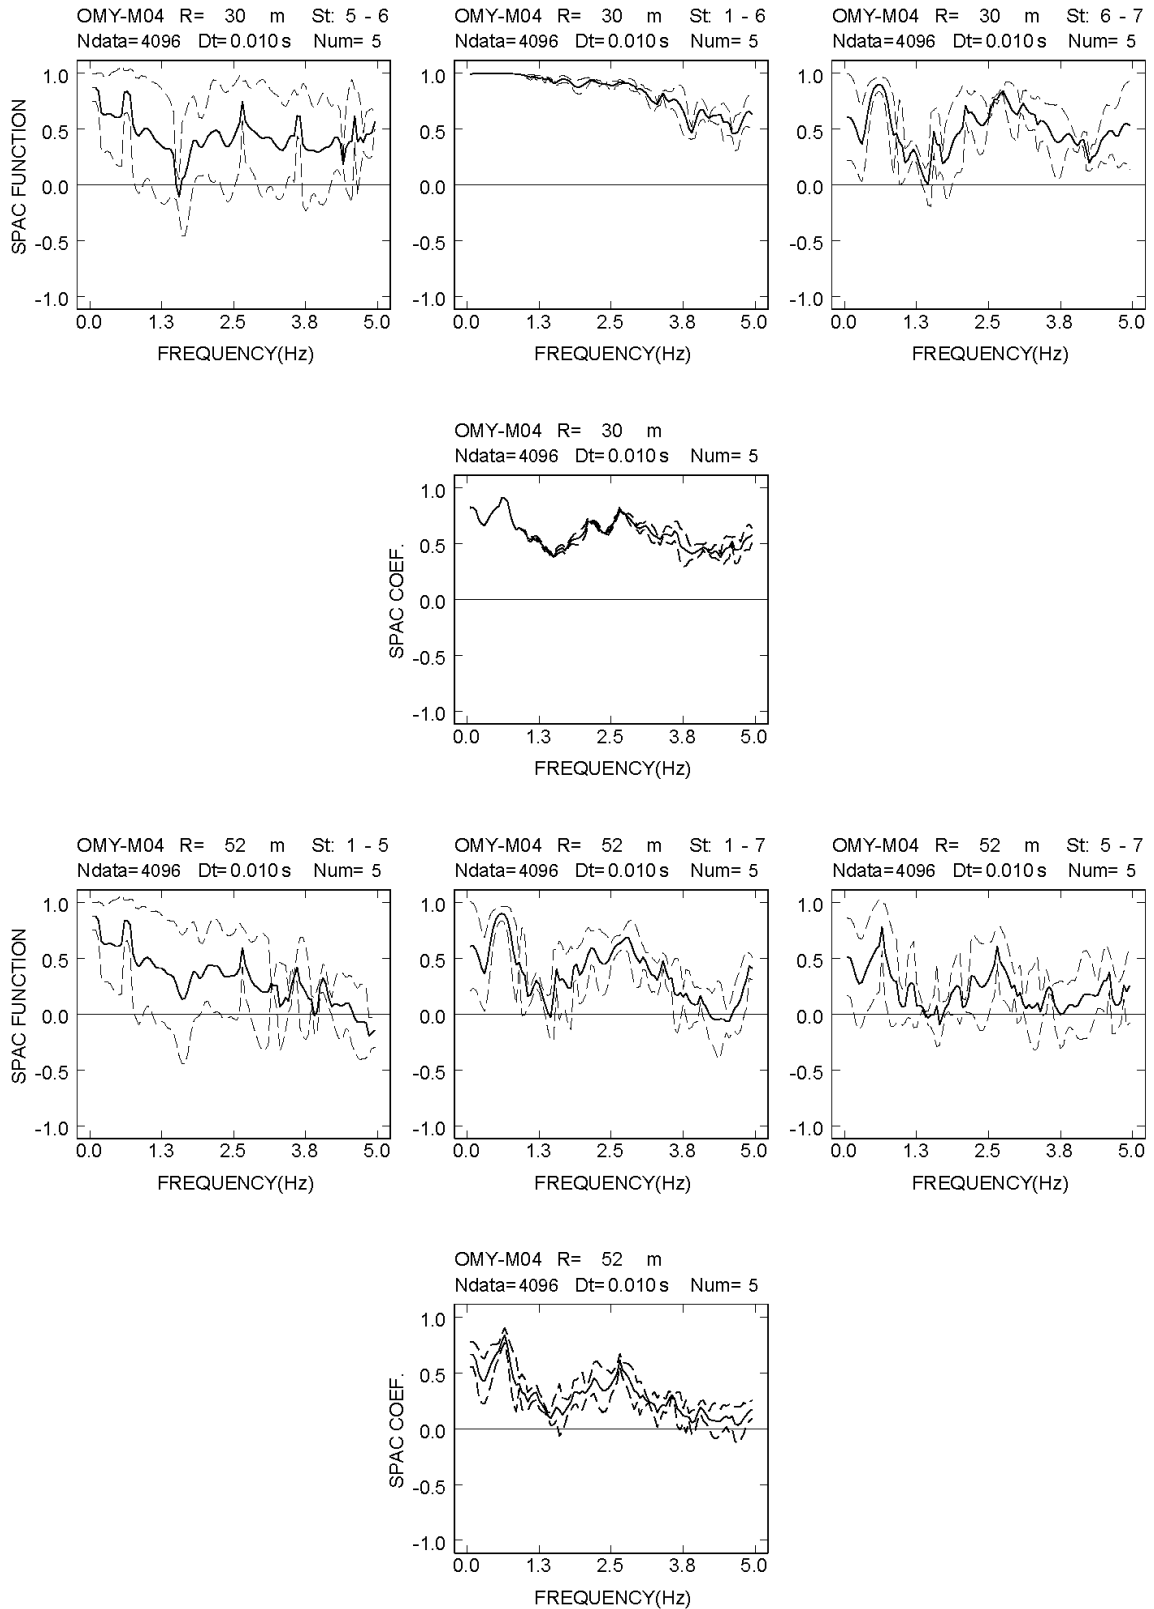 OMY-M04 R= 30 m St: 5 - 6
Ndata=4096 Dt=0.010s Num= 5
1.0
0.5
0.0
-0.5
-1.0
SPAC FUNCTION
0.0 1.3 2.5 3.8 5.0
FREQUENCY(Hz)
OMY-M04 R= 30 m St: 1 - 6
Ndata=4096 Dt=0.010s Num= 5
1.0
0.5
0.0
-0.5
-1.0
0.0 1.3 2.5 3.8 5.0
FREQUENCY(Hz)
OMY-M04 R= 30 m St: 6 - 7
Ndata=4096 Dt=0.010s Num= 5
1.0
0.5
0.0
-0.5
-1.0
0.0 1.3 2.5 3.8 5.0
FREQUENCY(Hz)
OMY-M04 R= 30 m
Ndata=4096 Dt=0.010s Num= 5
1.0
0.5
0.0
-0.5
-1.0
SPAC COEF.
0.0 1.3 2.5 3.8 5.0
FREQUENCY(Hz)
OMY-M04 R= 52 m St: 1 - 5
Ndata=4096 Dt=0.010s Num= 5
1.0
0.5
0.0
-0.5
-1.0
SPAC FUNCTION
0.0 1.3 2.5 3.8 5.0
FREQUENCY(Hz)
OMY-M04 R= 52 m St: 1 - 7
Ndata=4096 Dt=0.010s Num= 5
1.0
0.5
0.0
-0.5
-1.0
0.0 1.3 2.5 3.8 5.0
FREQUENCY(Hz)
OMY-M04 R= 52 m St: 5 - 7
Ndata=4096 Dt=0.010s Num= 5
1.0
0.5
0.0
-0.5
-1.0
0.0 1.3 2.5 3.8 5.0
FREQUENCY(Hz)
OMY-M04 R= 52 m
Ndata=4096 Dt=0.010s Num= 5
1.0
0.5
0.0
-0.5
-1.0
SPAC COEF.
0.0 1.3 2.5 3.8 5.0
FREQUENCY(Hz)